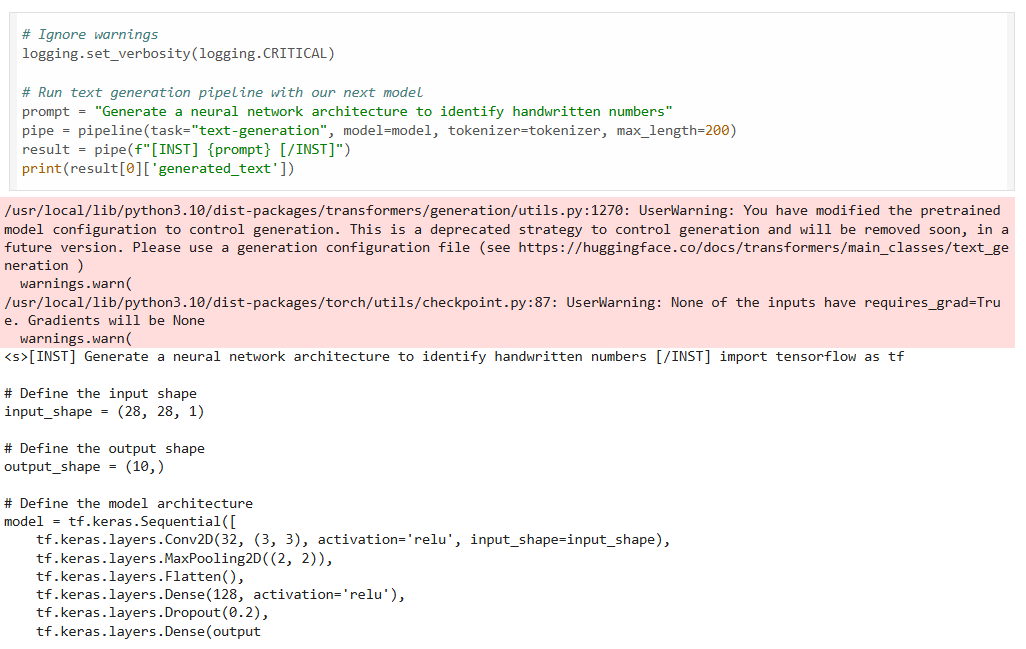 # Ignore warnings
logging.set_verbosity(logging.CRITICAL)

# Run text generation pipeline with our next model
prompt = "Generate a neural network architecture to identify handwritten numbers"
pipe = pipeline(task="text-generation", model=model, tokenizer=tokenizer, max_length=200)
result = pipe(f"[INST] {prompt} [/INST]")
print(result[0]['generated_text'])

/usr/local/lib/python3.10/dist-packages/transformers/generation/utils.py:1270: UserWarning: You have modified the pretrained
model configuration to control generation. This is a deprecated strategy to control generation and will be removed soon, in a
future version. Please use a generation configuration file (see https://huggingface.co/docs/transformers/main_classes/text_ge
neration )
  warnings.warn(
/usr/local/lib/python3.10/dist-packages/torch/utils/checkpoint.py:87: UserWarning: None of the inputs have requires_grad=Tru
e. Gradients will be None
  warnings.warn(
<s>[INST] Generate a neural network architecture to identify handwritten numbers [/INST] import tensorflow as tf

# Define the input shape
input_shape = (28, 28, 1)

# Define the output shape
output_shape = (10,)

# Define the model architecture
model = tf.keras.Sequential([
    tf.keras.layers.Conv2D(32, (3, 3), activation='relu', input_shape=input_shape),
    tf.keras.layers.MaxPooling2D((2, 2)),
    tf.keras.layers.Flatten(),
    tf.keras.layers.Dense(128, activation='relu'),
    tf.keras.layers.Dropout(0.2),
    tf.keras.layers.Dense(output